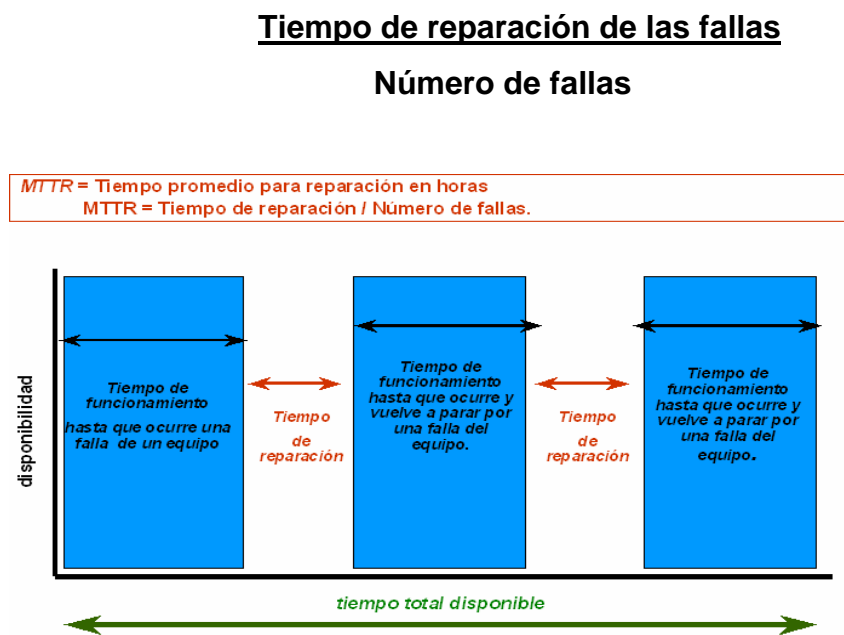 Tiempo de reparación de las fallas
Número de fallas
MTTR = Tiempo promedio para reparación en horas
MTTR = Tiempo de reparación / Número de fallas.
disponibilidad
Tiempo de
funcionamiento
hasta que ocurre una
falla de un equipo
Tiempo
de
reparación
Tiempo de
funcionamiento
hasta que ocurre y
vuelve a parar por
una falla del
equipo.
Tiempo
de
reparación
Tiempo de
funcionamiento
hasta que ocurre y
vuelve a parar por
una falla del
equipo.
tiempo total disponible